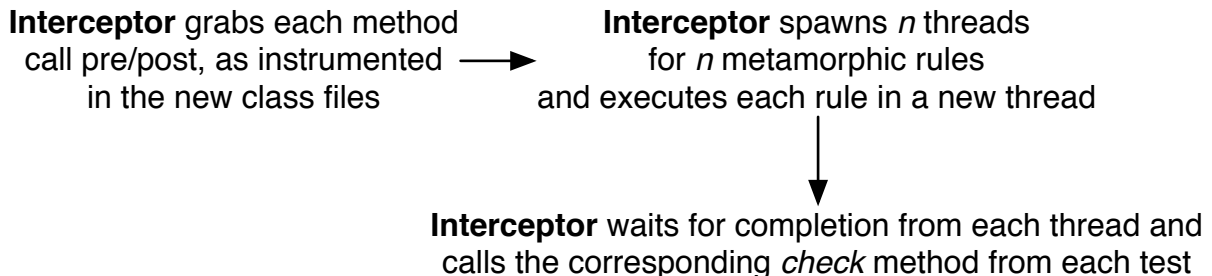 Interceptor grabs each method
call pre/post, as instrumented
in the new class files
Interceptor spawns n threads
for n metamorphic rules
and executes each rule in a new thread
Interceptor waits for completion from each thread and
calls the corresponding check method from each test